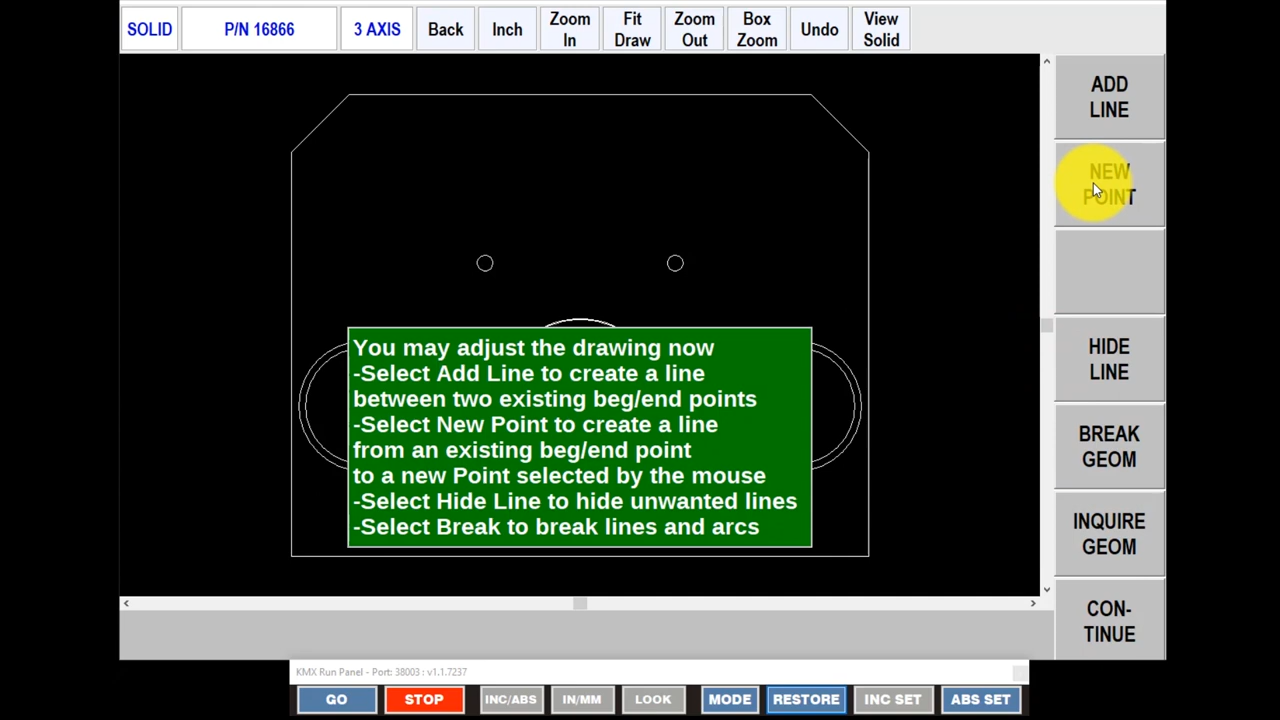 SOLID
P/N 16866
3 AXIS
Back
Inch
Zoom
In
Fit
Draw
Zoom
Out
Box
Zoom
Undo
View
Solid
ADD
LINE
NEW
POINT
HIDE
LINE
BREAK
GEOM
INQUIRE
GEOM
CON-
TINUE
You may adjust the drawing now
-Select Add Line to create a line
between two existing beg/end points
-Select New Point to create a line
from an existing beg/end point
to a new Point selected by the mouse
-Select Hide Line to hide unwanted lines
-Select Break to break lines and arcs
KMX Run Panel - Port: 38003 : v1.1.7237
GO
STOP
INC/ABS
IN/MM
LOOK
MODE
RESTORE
INC SET
ABS SET